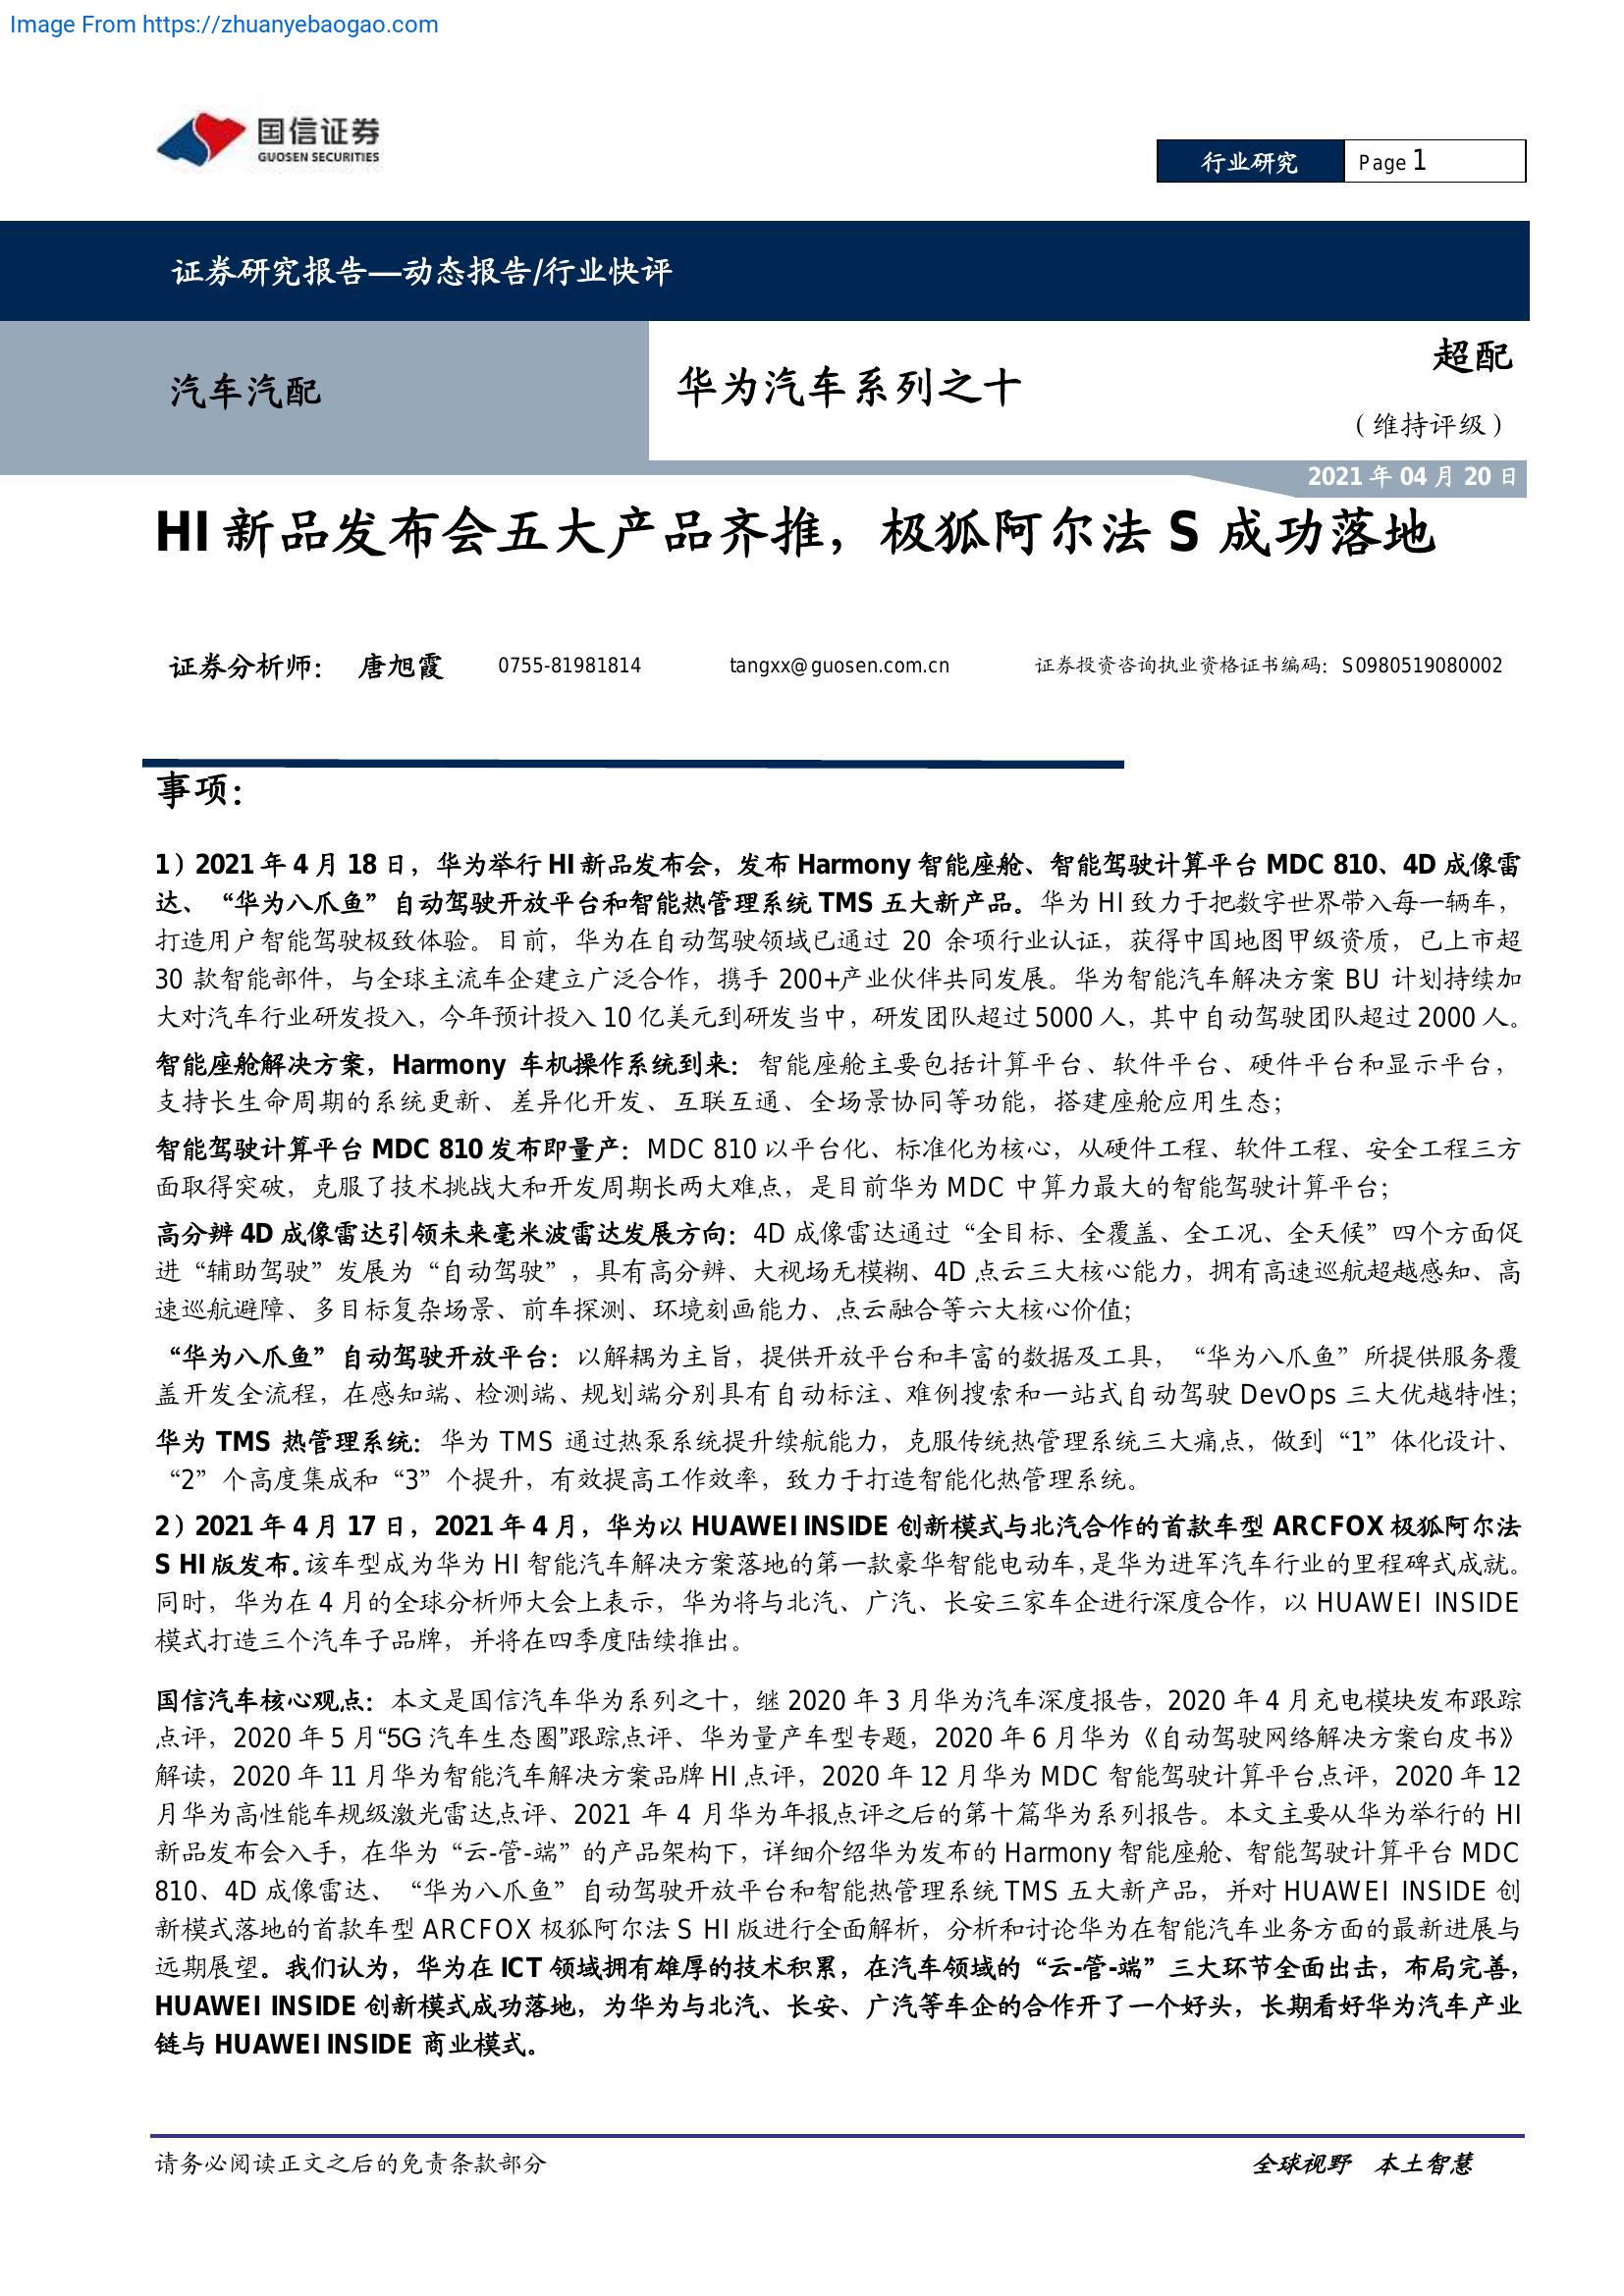 Image From https://zhuanyebaogao.com
国信证券
GUOSEN SECURITIES
行业研究 Page 1
证券研究报告—动态报告/行业快评
汽车汽配
华为汽车系列之十
超配
（维持评级）
2021 年 04 月 20 日
HI 新品发布会五大产品齐推，极狐阿尔法 S 成功落地
证券分析师： 唐旭霞 0755-81981814 tangxx@guosen.com.cn 证券投资咨询执业资格证书编码：S0980519080002
事项：
1）2021 年 4 月 18 日，华为举行 HI 新品发布会，发布 Harmony 智能座舱、智能驾驶计算平台 MDC 810、4D 成像雷
达、“华为八爪鱼”自动驾驶开放平台和智能热管理系统 TMS 五大新产品。华为 HI 致力于把数字世界带入每一辆车，
打造用户智能驾驶极致体验。目前，华为在自动驾驶领域已通过 20 余项行业认证，获得中国地图甲级资质，已上市超
30 款智能部件，与全球主流车企建立广泛合作，携手 200+产业伙伴共同发展。华为智能汽车解决方案 BU 计划持续加
大对汽车行业研发投入，今年预计投入 10 亿美元到研发当中，研发团队超过 5000 人，其中自动驾驶团队超过 2000 人。
智能座舱解决方案，Harmony 车机操作系统到来：智能座舱主要包括计算平台、软件平台、硬件平台和显示平台，
支持长生命周期的系统更新、差异化开发、互联互通、全场景协同等功能，搭建座舱应用生态；
智能驾驶计算平台 MDC 810 发布即量产：MDC 810 以平台化、标准化为核心，从硬件工程、软件工程、安全工程三方
面取得突破，克服了技术挑战大和开发周期长两大难点，是目前华为 MDC 中算力最大的智能驾驶计算平台；
高分辨 4D 成像雷达引领未来毫米波雷达发展方向：4D 成像雷达通过“全目标、全覆盖、全工况、全天候”四个方面促
进“辅助驾驶”发展为“自动驾驶”，具有高分辨、大视场无模糊、4D 点云三大核心能力，拥有高速巡航超越感知、高
速巡航避障、多目标复杂场景、前车探测、环境刻画能力、点云融合等六大核心价值；
“华为八爪鱼”自动驾驶开放平台：以解耦为主旨，提供开放平台和丰富的数据及工具，“华为八爪鱼”所提供服务覆
盖开发全流程，在感知端、检测端、规划端分别具有自动标注、难例搜索和一站式自动驾驶 DevOps 三大优越特性；
华为 TMS 热管理系统：华为 TMS 通过热泵系统提升续航能力，克服传统热管理系统三大痛点，做到“1”体化设计、
“2”个高度集成和“3”个提升，有效提高工作效率，致力于打造智能化热管理系统。
2）2021 年 4 月 17 日，2021 年 4 月，华为以 HUAWEI INSIDE 创新模式与北汽合作的首款车型 ARCFOX 极狐阿尔法
S HI 版发布。该车型成为华为 HI 智能汽车解决方案落地的第一款豪华智能电动车，是华为进军汽车行业的里程碑式成就。
同时，华为在 4 月的全球分析师大会上表示，华为将与北汽、广汽、长安三家车企进行深度合作，以 HUAWEI INSIDE
模式打造三个汽车子品牌，并将在四季度陆续推出。
国信汽车核心观点：本文是国信汽车华为系列之十，继 2020 年 3 月华为汽车深度报告，2020 年 4 月充电模块发布跟踪
点评，2020 年 5 月“5G 汽车生态圈”跟踪点评、华为量产车型专题，2020 年 6 月华为《自动驾驶网络解决方案白皮书》
解读，2020 年 11 月华为智能汽车解决方案品牌 HI 点评，2020 年 12 月华为 MDC 智能驾驶计算平台点评，2020 年 12
月华为高性能车规级激光雷达点评、2021 年 4 月华为年报点评之后的第十篇华为系列报告。本文主要从华为举行的 HI
新品发布会入手，在华为“云-管-端”的产品架构下，详细介绍华为发布的 Harmony 智能座舱、智能驾驶计算平台 MDC
810、4D 成像雷达、“华为八爪鱼”自动驾驶开放平台和智能热管理系统 TMS 五大新产品，并对 HUAWEI INSIDE 创
新模式落地的首款车型 ARCFOX 极狐阿尔法 S HI 版进行全面解析，分析和讨论华为在智能汽车业务方面的最新进展与
远期展望。我们认为，华为在 ICT 领域拥有雄厚的技术积累，在汽车领域的“云-管-端”三大环节全面出击，布局完善，
HUAWEI INSIDE 创新模式成功落地，为华为与北汽、长安、广汽等车企的合作开了一个好头，长期看好华为汽车产业
链与 HUAWEI INSIDE 商业模式。
请务必阅读正文之后的免责条款部分 全球视野 本土智慧